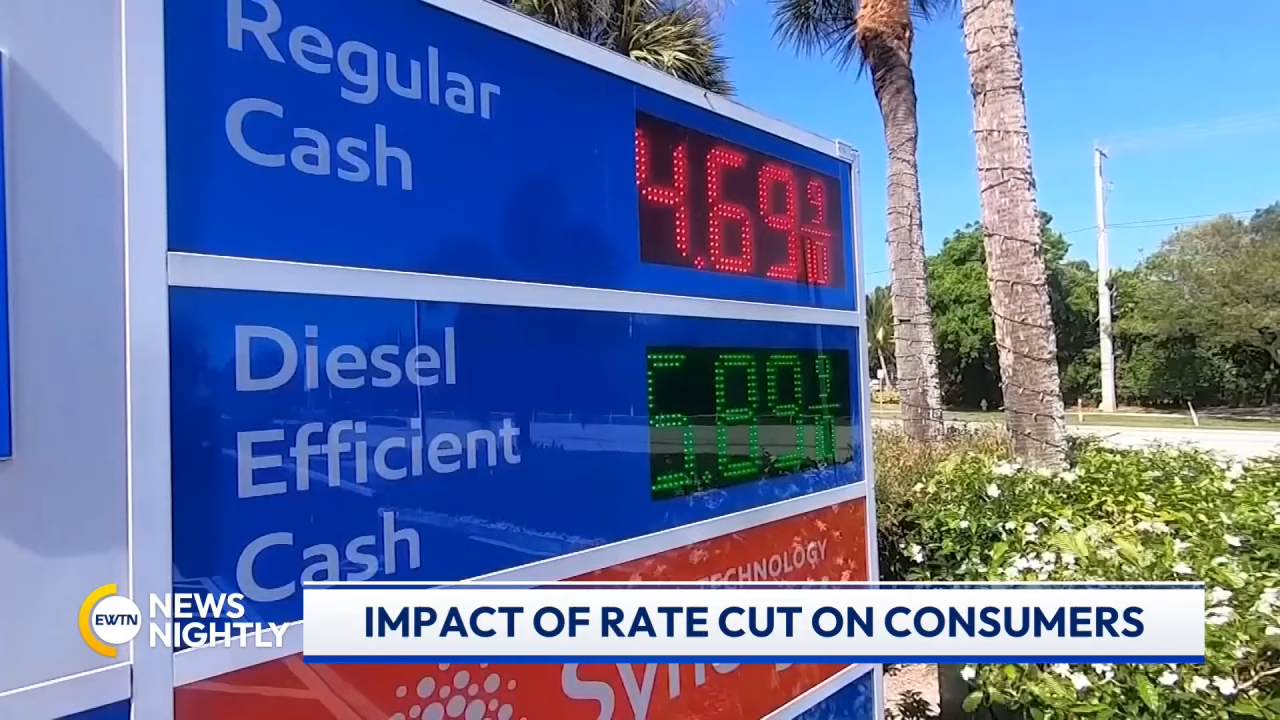 Regular
Cash
4.69 9/10
Diesel
Efficient
Cash
5.89 9/10
TECHNOLOGY
EWTN
NEWS
NIGHTLY
IMPACT OF RATE CUT ON CONSUMERS